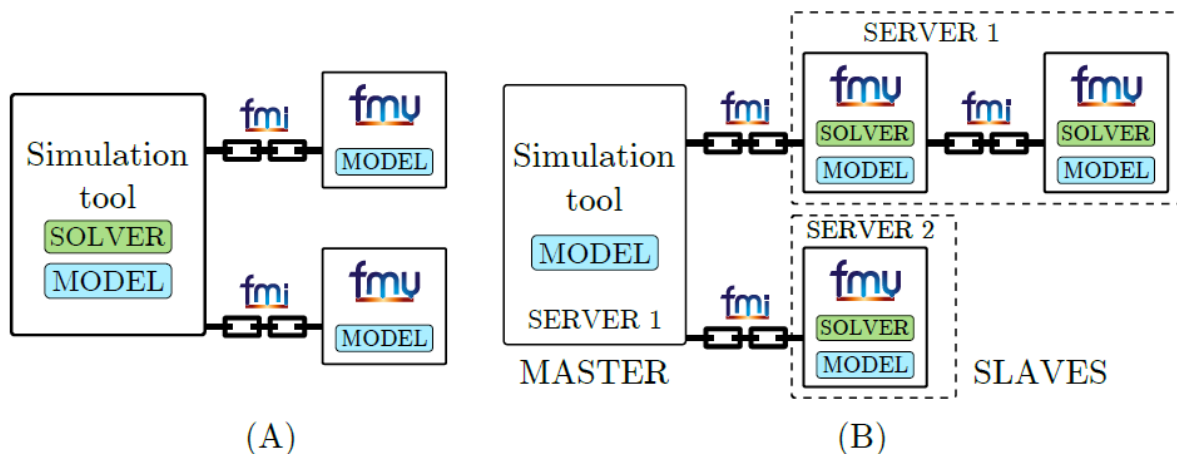 Simulation
tool
SOLVER
MODEL
fmi
fmu
MODEL
fmi
fmu
MODEL
(A)
Simulation
tool
MODEL
SERVER 1
MASTER
fmi
SERVER 1
fmu
SOLVER
MODEL
fmi
fmu
SOLVER
MODEL
fmi
SERVER 2
fmu
SOLVER
MODEL
SLAVES
(B)